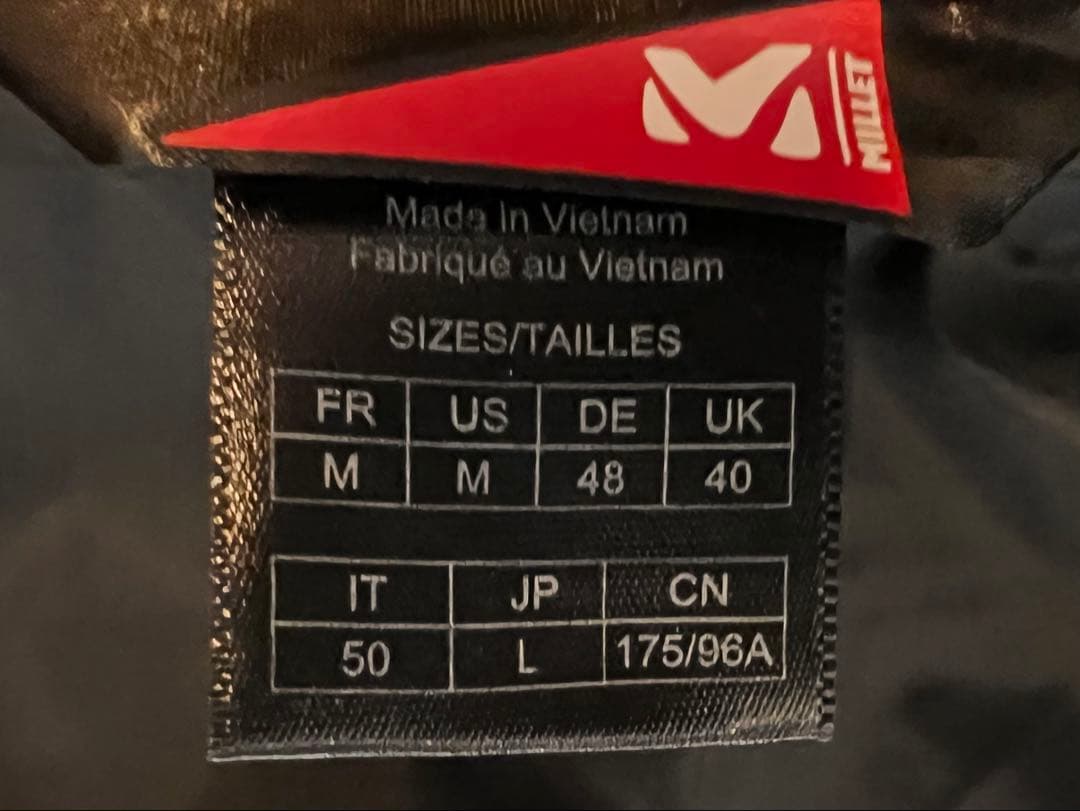 MILLET
Made in Vietnam
Fabriqué au Vietnam
SIZES/TAILLES
FR US DE UK
M M 48 40
IT JP CN
50 L 175/96A